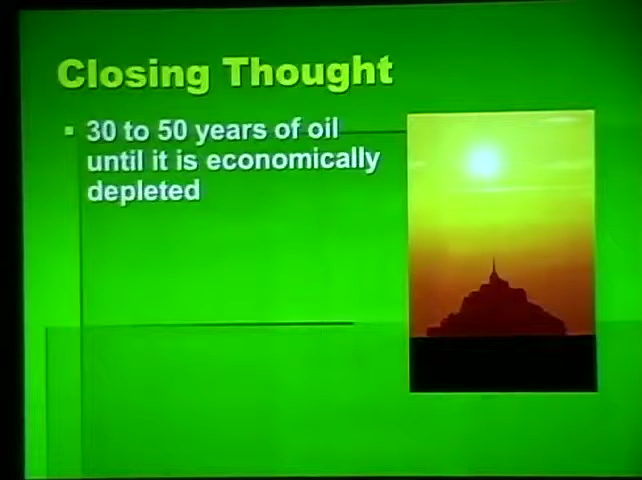 Closing Thought
30 to 50 years of oil
until it is economically
depleted